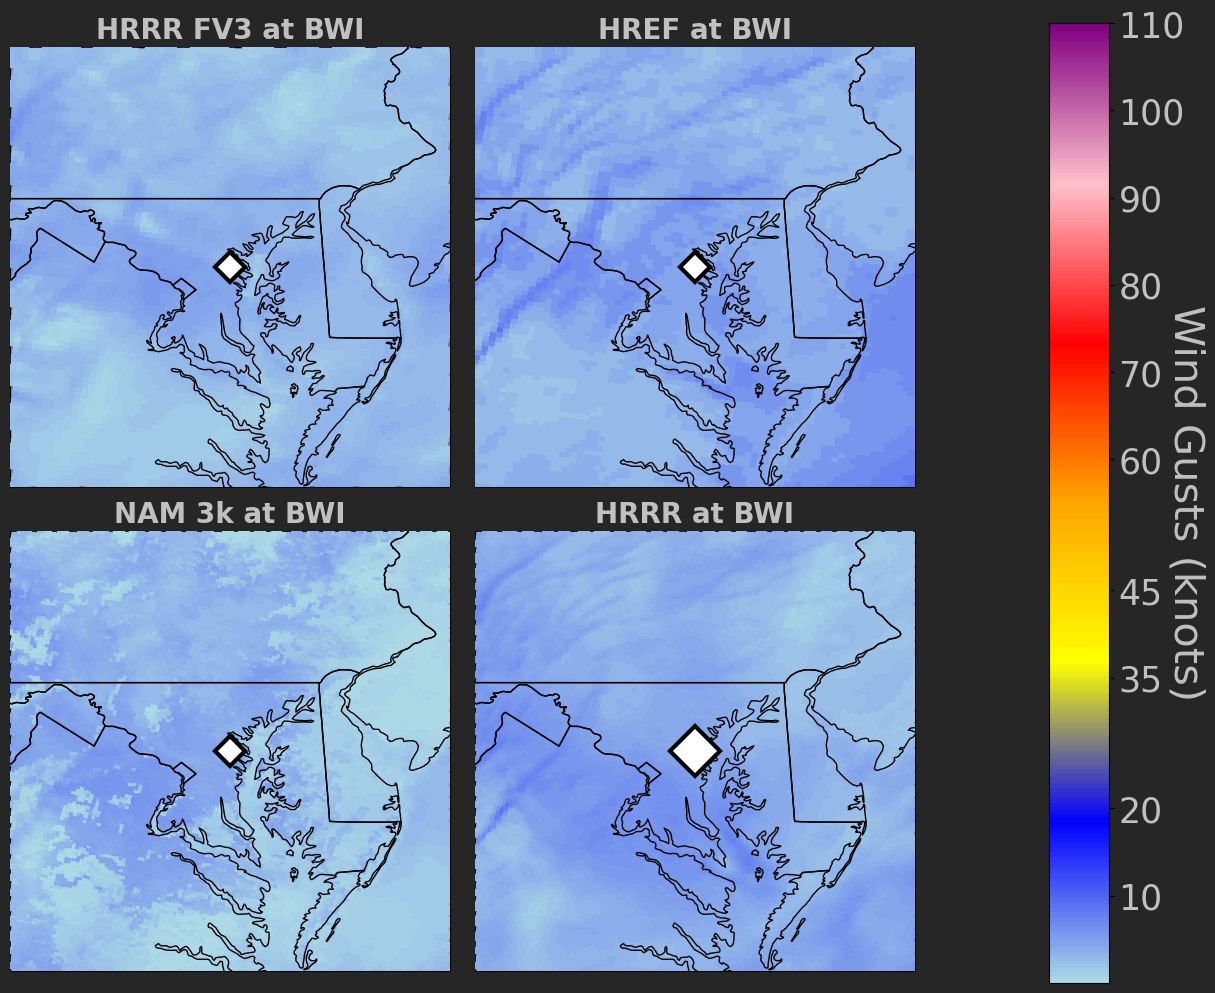 HRRR FV3 at BWI
HREF at BWI
NAM 3k at BWI
HRRR at BWI
110
100
90
80
70
60
45
35
20
10
Wind Gusts (knots)